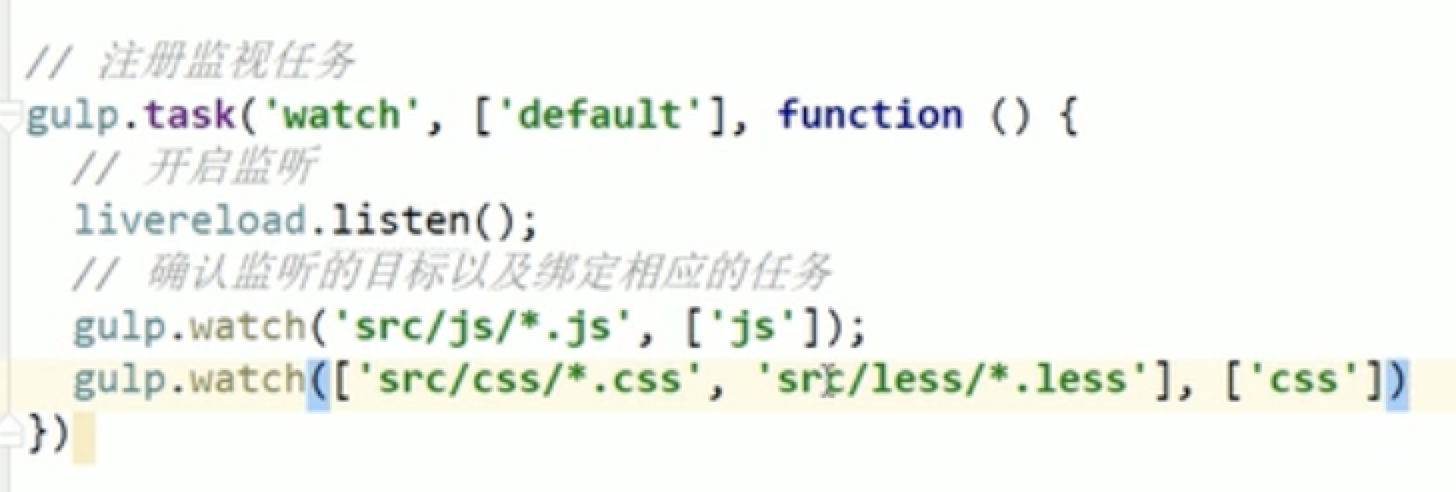 // 注册监视任务
gulp.task('watch', ['default'], function () {
// 开启监听
livereload.listen();
// 确认监听的目标以及绑定相应的任务
gulp.watch('src/js/*.js', ['js']);
gulp.watch(['src/css/*.css', 'src/less/*.less'], ['css'])
})